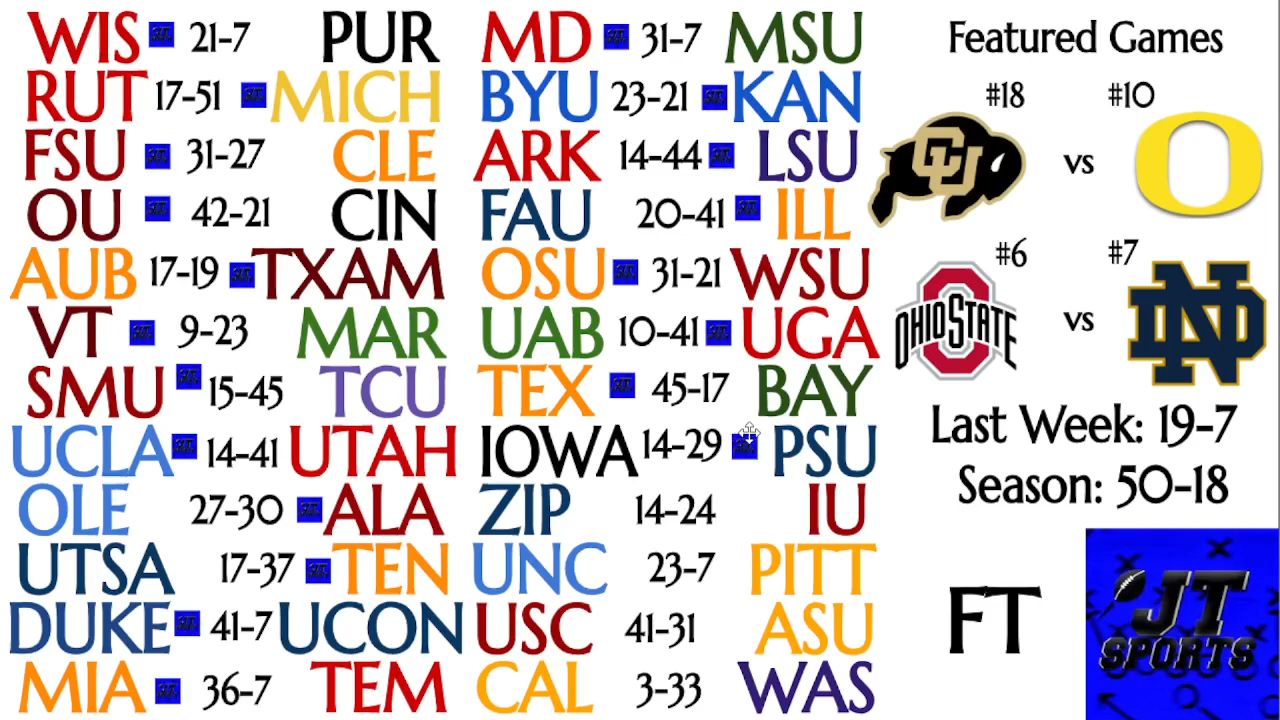 WIS 21-7 PUR
RUT 17-51 MICH
FSU 31-27 CLE
OU 42-21 CIN
AUB 17-19 TXAM
VT 9-23 MAR
SMU 15-45 TCU
UCLA 14-41 UTAH
OLE 27-30 ALA
UTSA 17-37 TEN
DUKE 41-7 UCON
MIA 36-7 TEM
MD 31-7 MSU
BYU 23-21 KAN
ARK 14-44 LSU
FAU 20-41 ILL
OSU 31-21 WSU
UAB 10-41 UGA
TEX 45-17 BAY
IOWA 14-29 PSU
ZIP 14-24 IU
UNC 23-7 PITT
USC 41-31 ASU
CAL 3-33 WAS
Featured Games
#18 #10
CU vs O
#6 #7
OHIO STATE vs ND
Last Week: 19-7
Season: 50-18
FT
JT
SPORTS